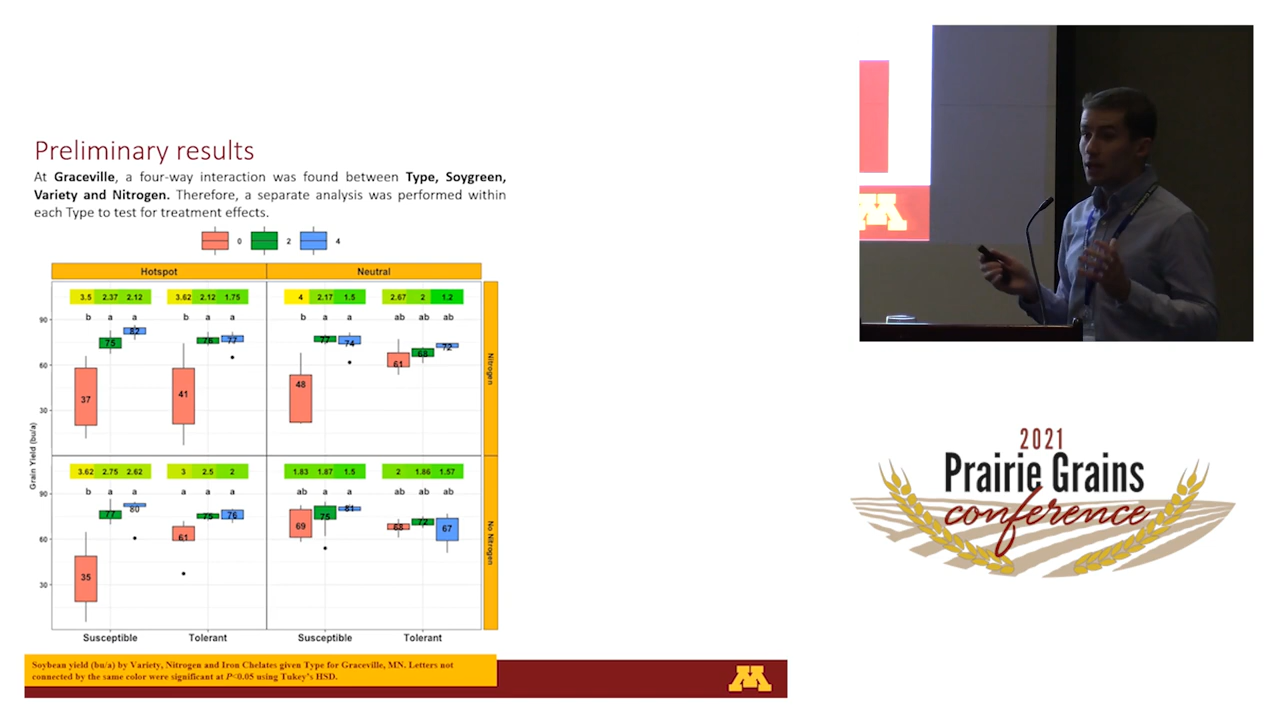 Preliminary results
At Graceville, a four-way interaction was found between Type, Soygreen,
Variety and Nitrogen. Therefore, a separate analysis was performed within
each Type to test for treatment effects.
0 2 4
Hotspot Neutral
3.5 2.37 2.12 3.62 2.12 1.75 4 2.17 1.5 2.67 2 1.2
b a a b a a b a a ab ab ab
90
60
30
37 75 82 41 76 77 48 77 74 61 68 72
Nitrogen
Grain Yield (bu/a)
3.62 2.75 2.62 3 2.5 2 1.83 1.87 1.5 2 1.86 1.57
b a a a a a ab a a ab ab ab
90
60
30
35 77 80 61 75 76 69 75 81 68 72 67
No Nitrogen
Susceptible Tolerant Susceptible Tolerant
Soybean yield (bu/a) by Variety, Nitrogen and Iron Chelates given Type for Graceville, MN. Letters not
connected by the same color were significant at P<0.05 using Tukey's HSD.
M
M
2021
Prairie Grains
conference